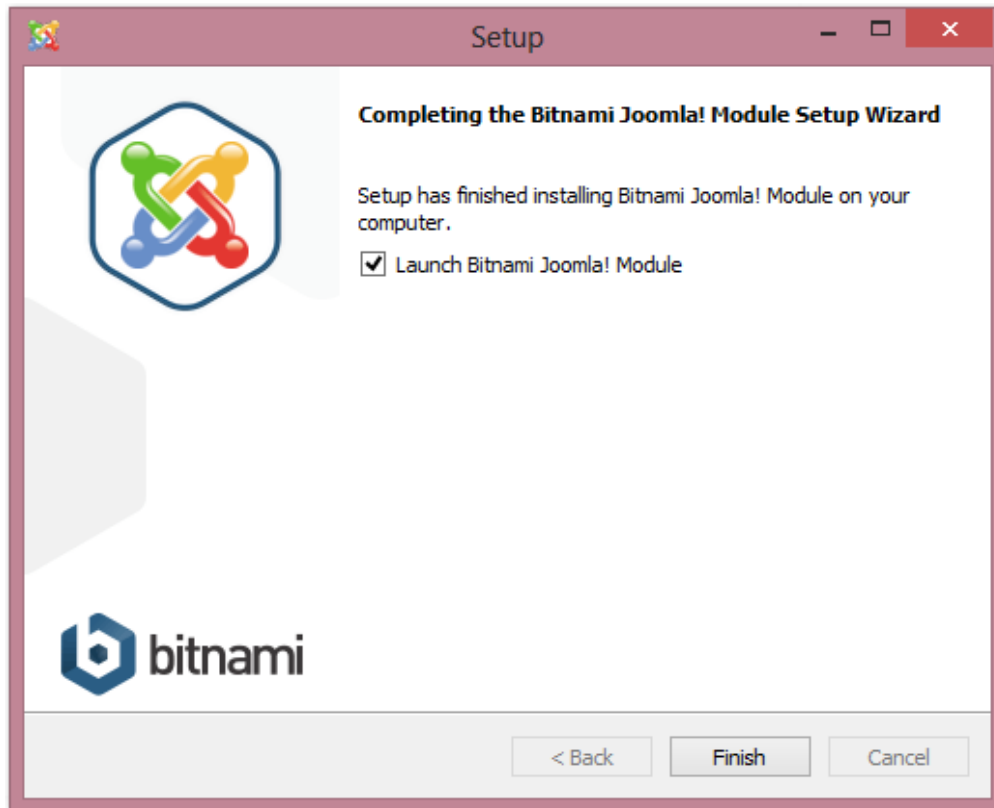 Setup
Completing the Bitnami Joomla! Module Setup Wizard
Setup has finished installing Bitnami Joomla! Module on your
computer.
Launch Bitnami Joomla! Module
bitnami
< Back
Finish
Cancel